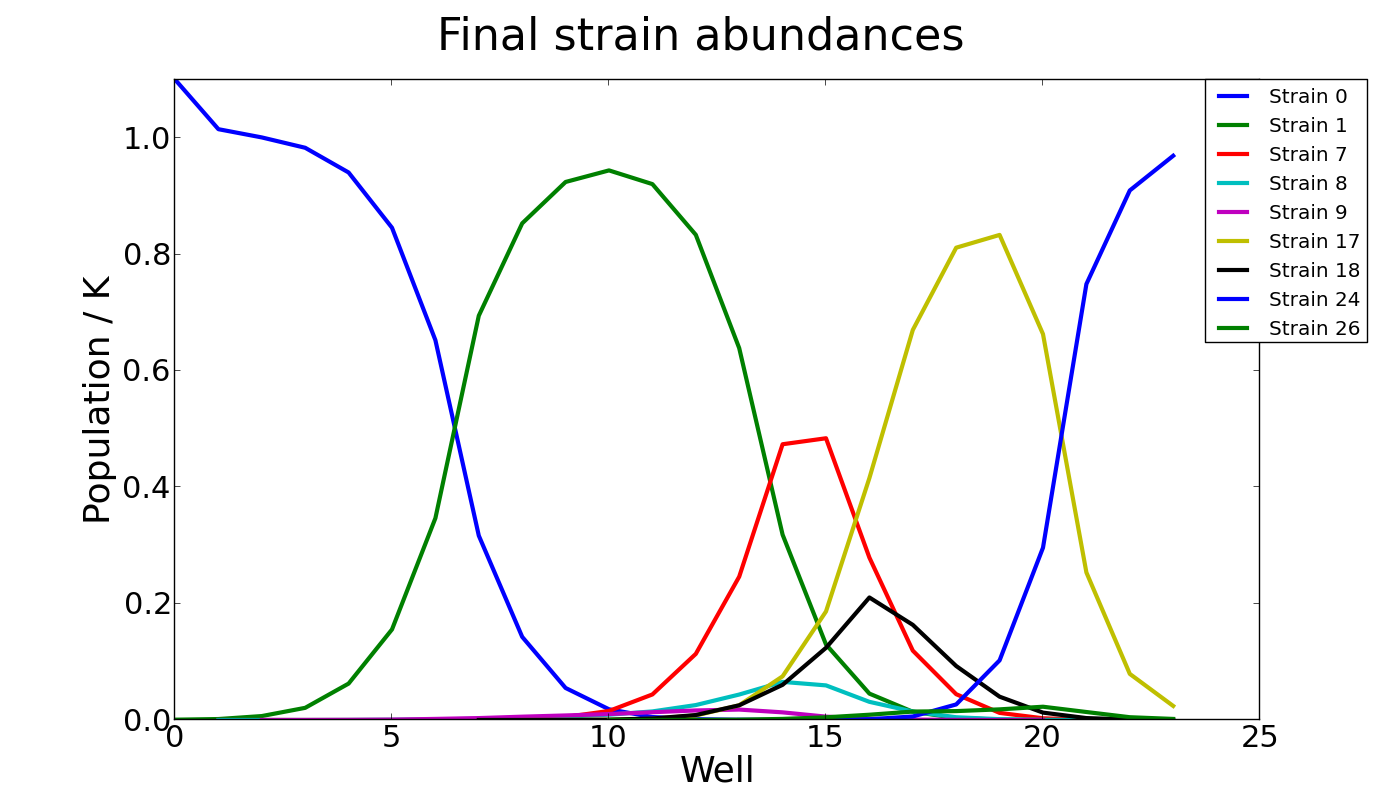 Final strain abundances
Strain 0
Strain 1
Strain 7
Strain 8
Strain 9
Strain 17
Strain 18
Strain 24
Strain 26
Population / K
1.0
0.8
0.6
0.4
0.2
0.0
0 5 10 15 20 25
Well